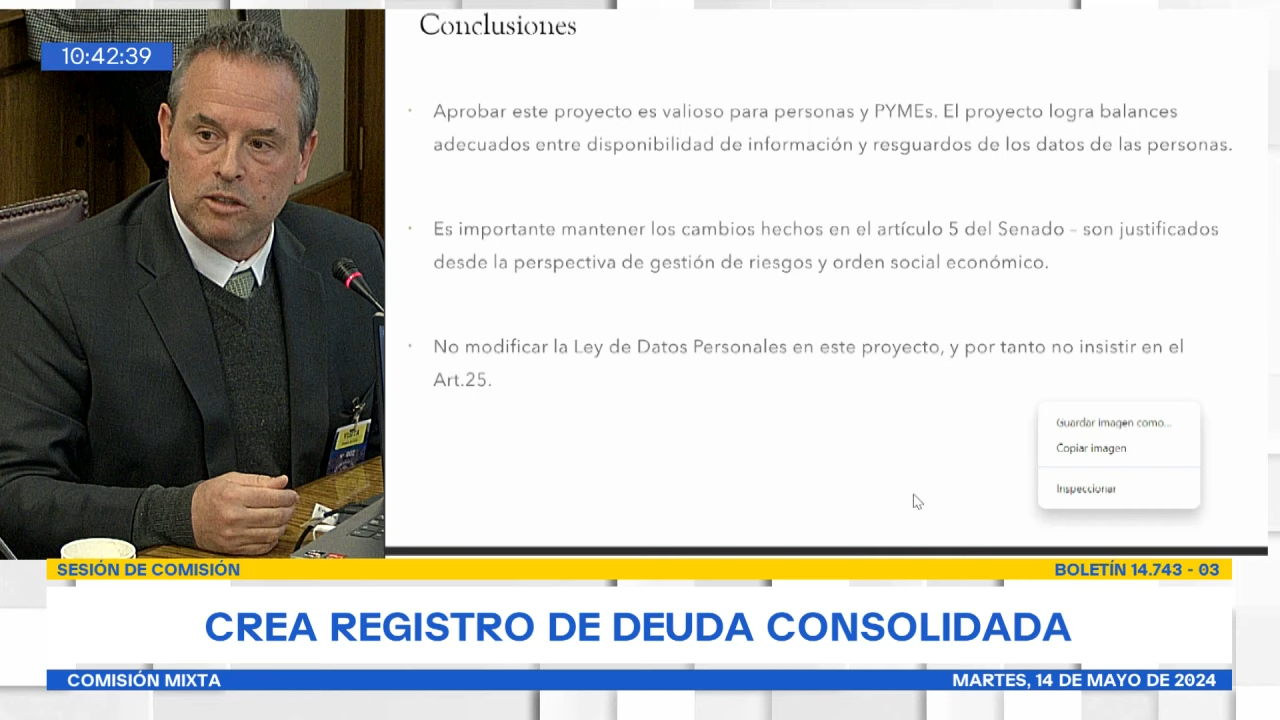 10:42:39
Conclusiones
Aprobar este proyecto es valioso para personas y PYMEs. El proyecto logra balances
adecuados entre disponibilidad de información y resguardos de los datos de las personas.
Es importante mantener los cambios hechos en el artículo 5 del Senado – son justificados
desde la perspectiva de gestión de riesgos y orden social económico.
No modificar la Ley de Datos Personales en este proyecto, y por tanto no insistir en el
Art.25.
Guardar imagen como...
Copiar imagen
Inspeccionar
SESIÓN DE COMISIÓN
BOLETÍN 14.743 - 03
CREA REGISTRO DE DEUDA CONSOLIDADA
COMISIÓN MIXTA
MARTES, 14 DE MAYO DE 2024